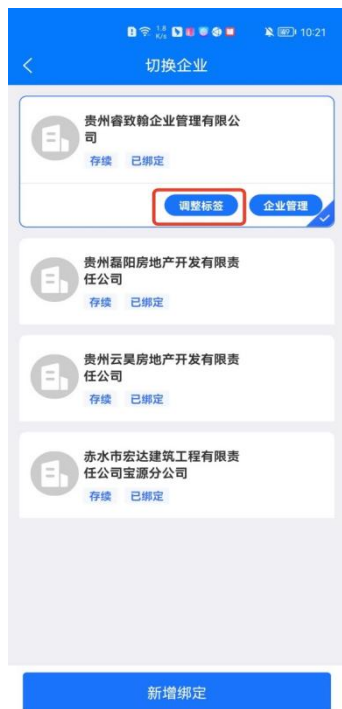 1.8
K/s
10:21
切换企业
贵州睿致翰企业管理有限公
司
存续 已绑定
调整标签 企业管理
贵州磊阳房地产开发有限责
任公司
存续 已绑定
贵州云昊房地产开发有限责
任公司
存续 已绑定
赤水市宏达建筑工程有限责
任公司宝源分公司
存续 已绑定
新增绑定